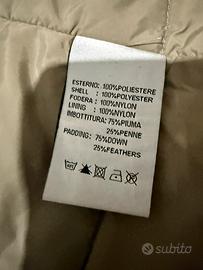 ESTERNO: 100%POLIESTERE
SHELL : 100%POLYESTER
FODERA : 100%NYLON
LINING : 100%NYLON
IMBOTTITURA: 75%PIUMA
25%PENNE
PADDING: 75%DOWN
25%FEATHERS
subito